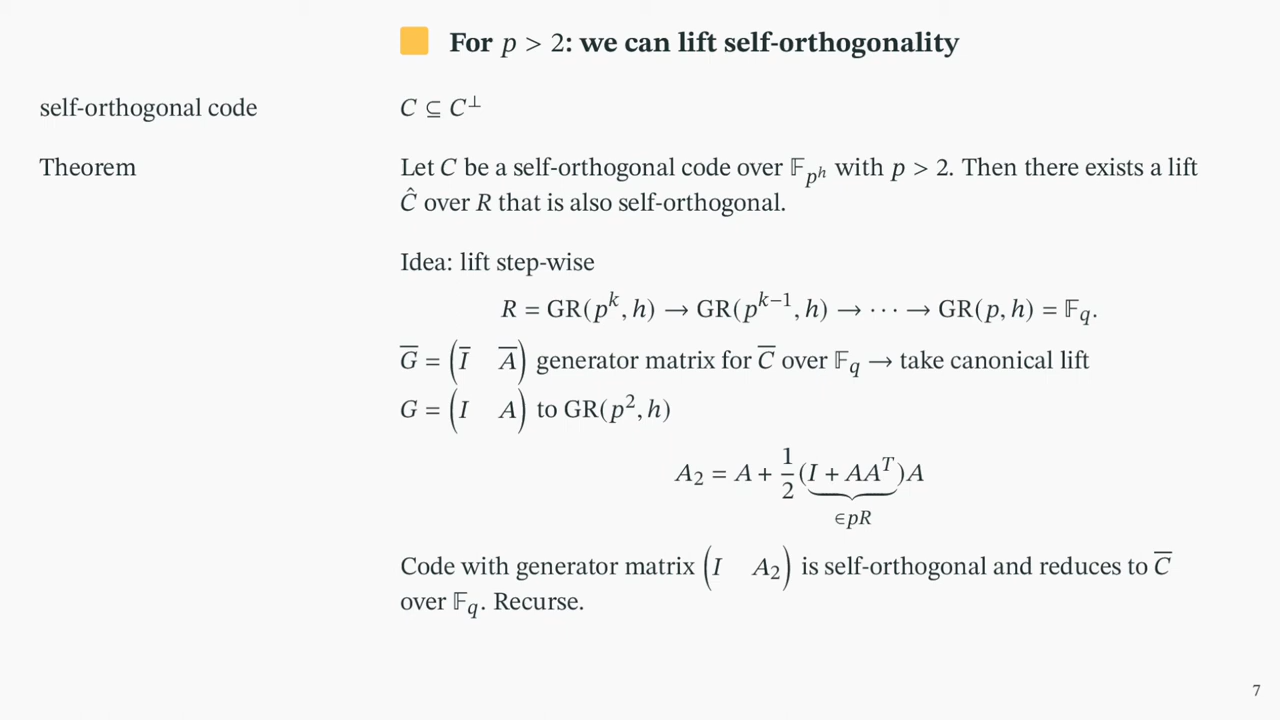 For p > 2: we can lift self-orthogonality
self-orthogonal code
C ⊆ C^⊥
Theorem
Let C be a self-orthogonal code over 𝔽_{p^h} with p > 2. Then there exists a lift
Ĉ over R that is also self-orthogonal.
Idea: lift step-wise
R = GR(p^k, h) → GR(p^{k−1}, h) → ⋯ → GR(p, h) = 𝔽_q.
G̅ = (I̅ A̅) generator matrix for C̅ over 𝔽_q → take canonical lift
G = (I A) to GR(p^2, h)
A_2 = A + \frac{1}{2}(I + AA^T)A
∈pR
Code with generator matrix (I A_2) is self-orthogonal and reduces to C̅
over 𝔽_q. Recurse.
7